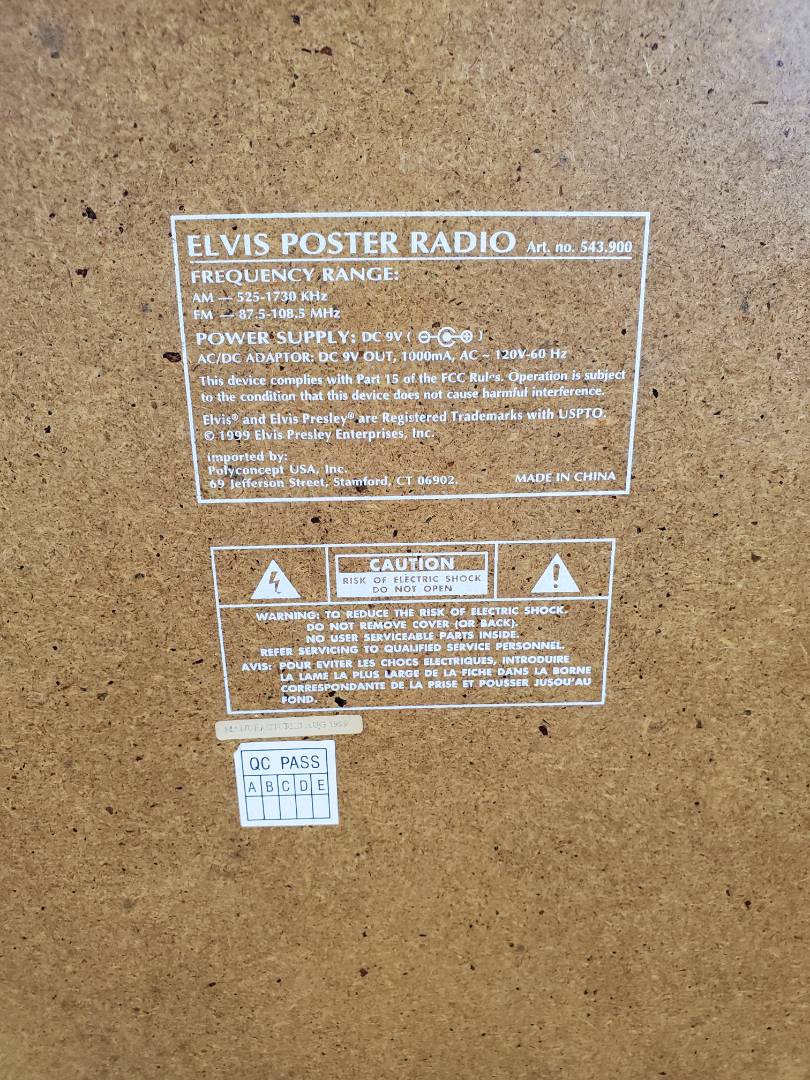 ELVIS POSTER RADIO Art. no. 543.900
FREQUENCY RANGE:
AM — 525-1730 KHz
FM — 87.5-108.5 MHz
POWER SUPPLY: DC 9V ( ⊖-C-⊕ )
AC/DC ADAPTOR: DC 9V OUT, 1000mA, AC ~ 120V-60 Hz
This device complies with Part 15 of the FCC Rules. Operation is subject
to the condition that this device does not cause harmful interference.
Elvis® and Elvis Presley® are Registered Trademarks with USPTO.
© 1999 Elvis Presley Enterprises, Inc.
Imported by:
Polyconcept USA, Inc.
69 Jefferson Street, Stamford, CT 06902. MADE IN CHINA
CAUTION
RISK OF ELECTRIC SHOCK
DO NOT OPEN
WARNING: TO REDUCE THE RISK OF ELECTRIC SHOCK,
DO NOT REMOVE COVER (OR BACK).
NO USER SERVICEABLE PARTS INSIDE.
REFER SERVICING TO QUALIFIED SERVICE PERSONNEL.
AVIS: POUR EVITER LES CHOCS ELECTRIQUES, INTRODUIRE
LA LAME LA PLUS LARGE DE LA FICHE DANS LA BORNE
CORRESPONDANTE DE LA PRISE ET POUSSER JUSQU'AU
FOND.
MANUFACTURED AUG 1999
QC PASS
A B C D E